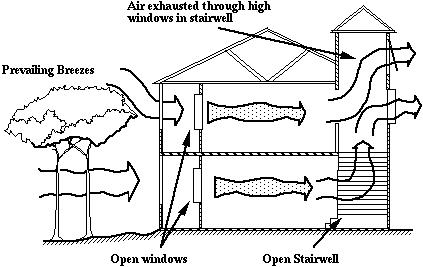 Air exhausted through high
windows in stairwell
Prevailing Breezes
Open windows
Open Stairwell